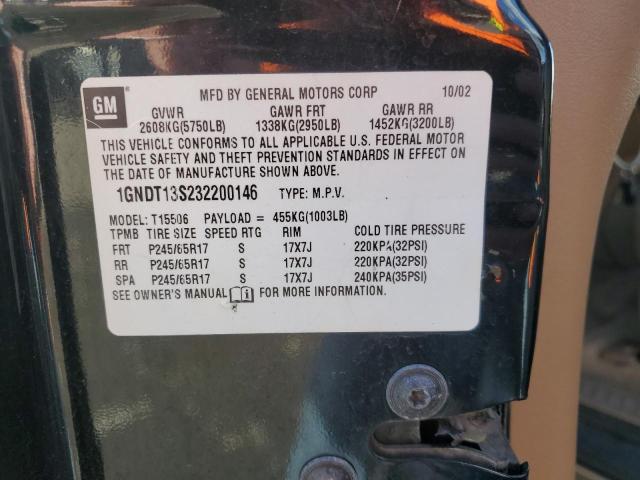 GM
MFD BY GENERAL MOTORS CORP 10/02
GVWR GAWR FRT GAWR RR
2608KG(5750LB) 1338KG(2950LB) 1452KG(3200LB)
THIS VEHICLE CONFORMS TO ALL APPLICABLE U.S. FEDERAL MOTOR
VEHICLE SAFETY AND THEFT PREVENTION STANDARDS IN EFFECT ON
THE DATE OF MANUFACTURE SHOWN ABOVE.
1GNDT13S232200146 TYPE: M.P.V.
MODEL: T15506 PAYLOAD = 455KG(1003LB)
TPMB TIRE SIZE SPEED RTG RIM COLD TIRE PRESSURE
FRT P245/65R17 S 17X7J 220KPA(32PSI)
RR P245/65R17 S 17X7J 220KPA(32PSI)
SPA P245/65R17 S 17X7J 240KPA(35PSI)
SEE OWNER'S MANUAL FOR MORE INFORMATION.